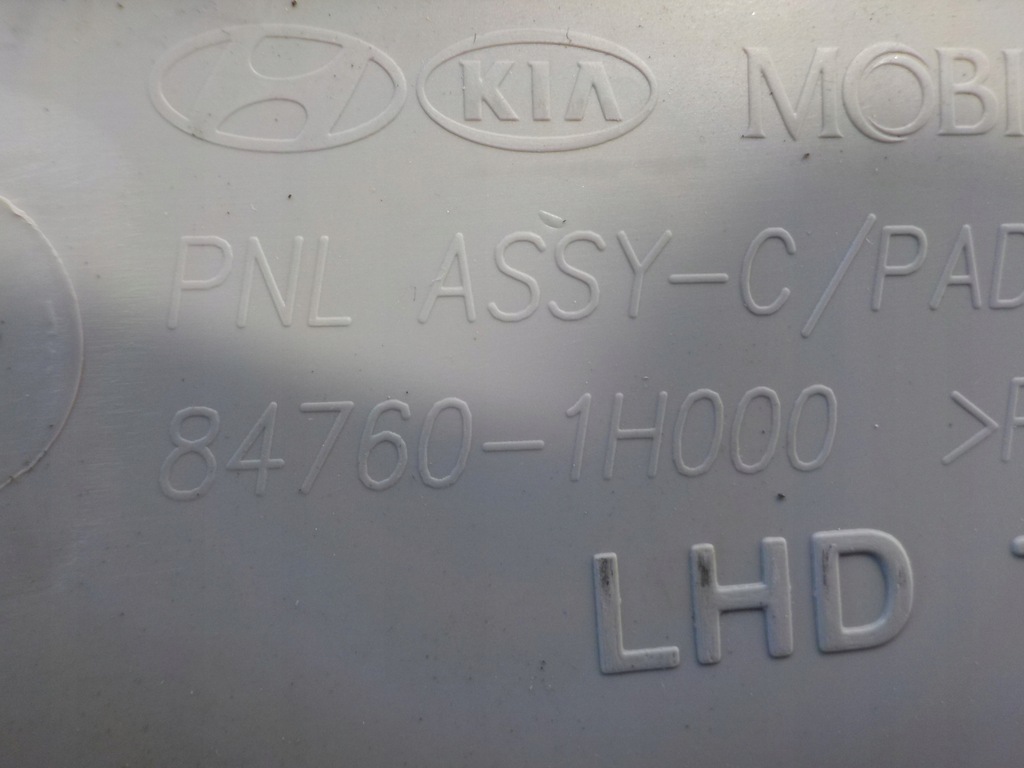 KIA MOBI
PNL ASSY-C/PAD
84760-1H000 >P
LHD